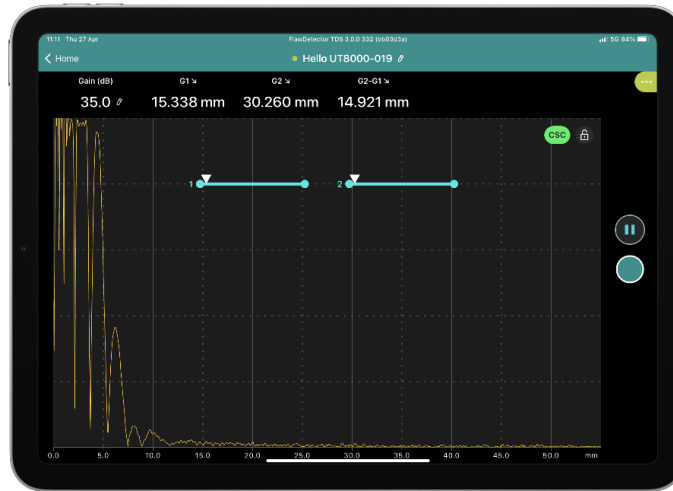 11:11 Thu 27 Apr
FlawDetector TDS 3.0.0 332 (bb03d3a)
5G 84%
Home
Hello UT8000-019
Gain (dB) G1 G2 G2-G1
35.0 15.338 mm 30.260 mm 14.921 mm
CSC
1 2
0.0 5.0 10.0 15.0 20.0 25.0 30.0 35.0 40.0 45.0 50.0 mm